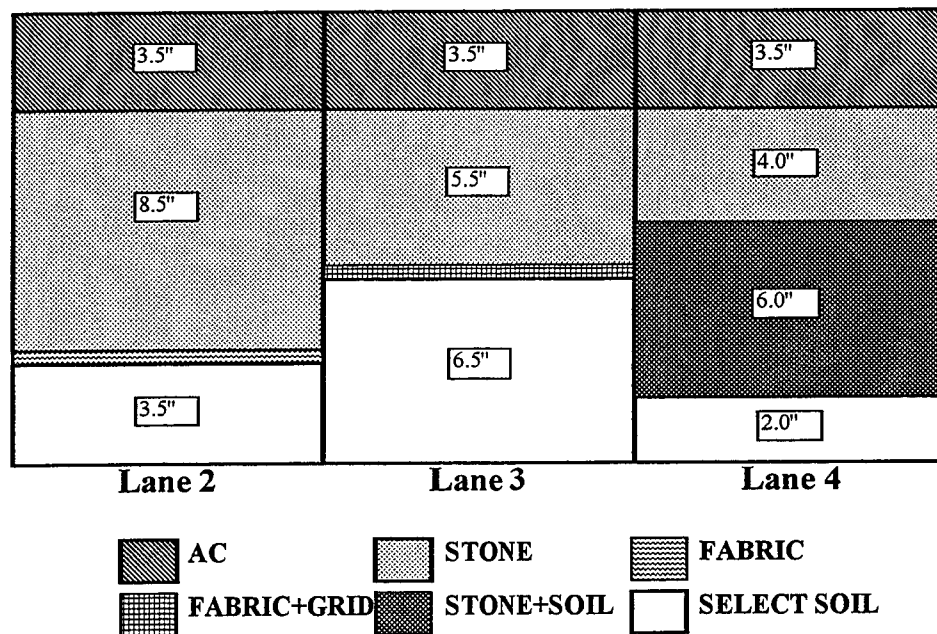 3.5" 3.5" 3.5"
4.0"
5.5"
8.5"
6.0"
6.5"
3.5"
2.0"
Lane 2 Lane 3 Lane 4
AC STONE FABRIC
FABRIC+GRID STONE+SOIL SELECT SOIL